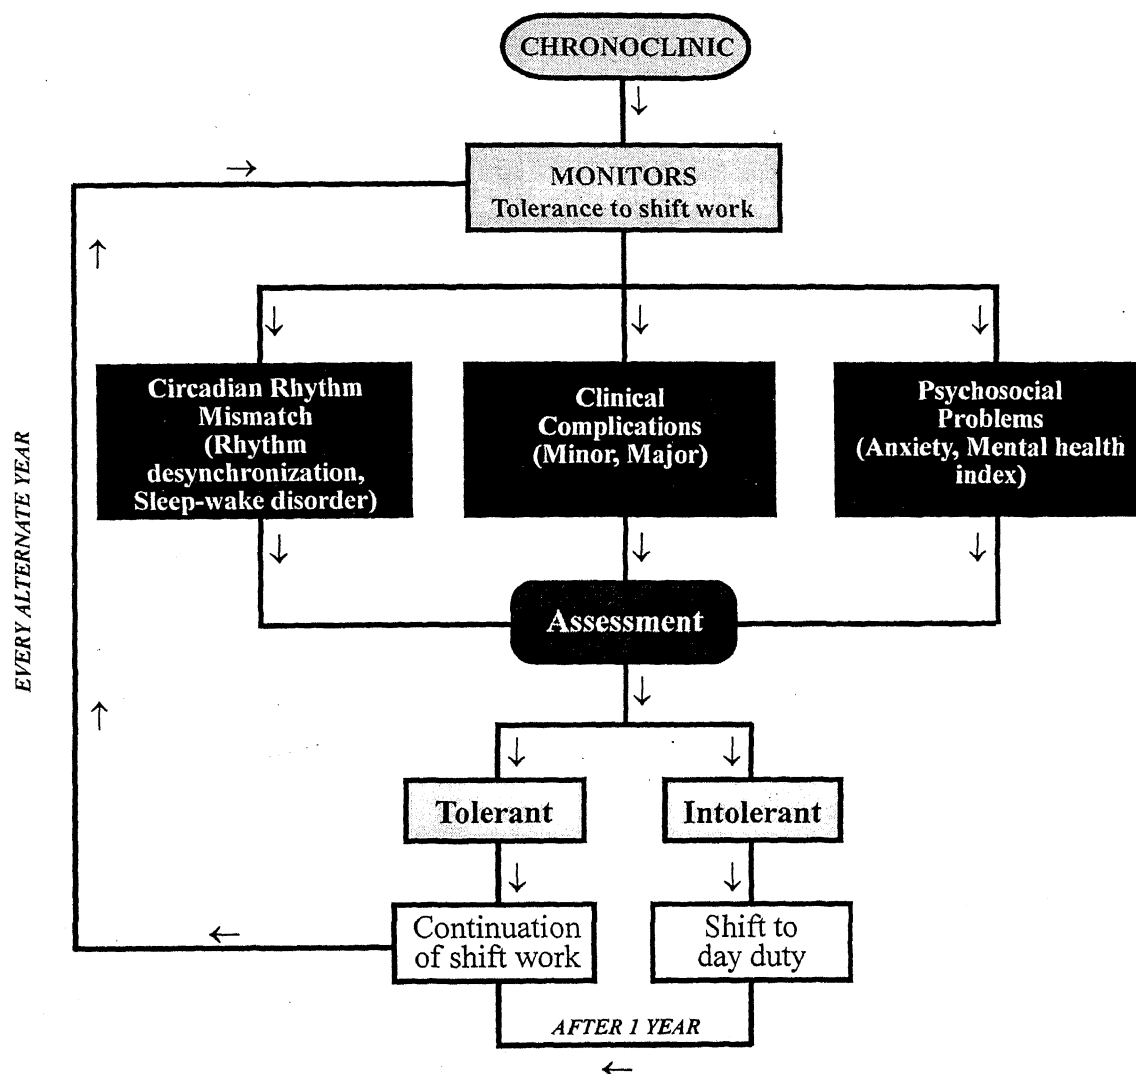 CHRONOCLINIC
MONITORS
Tolerance to shift work
Circadian Rhythm
Mismatch
(Rhythm
desynchronization,
Sleep-wake disorder)
Clinical
Complications
(Minor, Major)
Psychosocial
Problems
(Anxiety, Mental health
index)
EVERY ALTERNATE YEAR
Assessment
Tolerant
Intolerant
Continuation
of shift work
Shift to
day duty
AFTER 1 YEAR